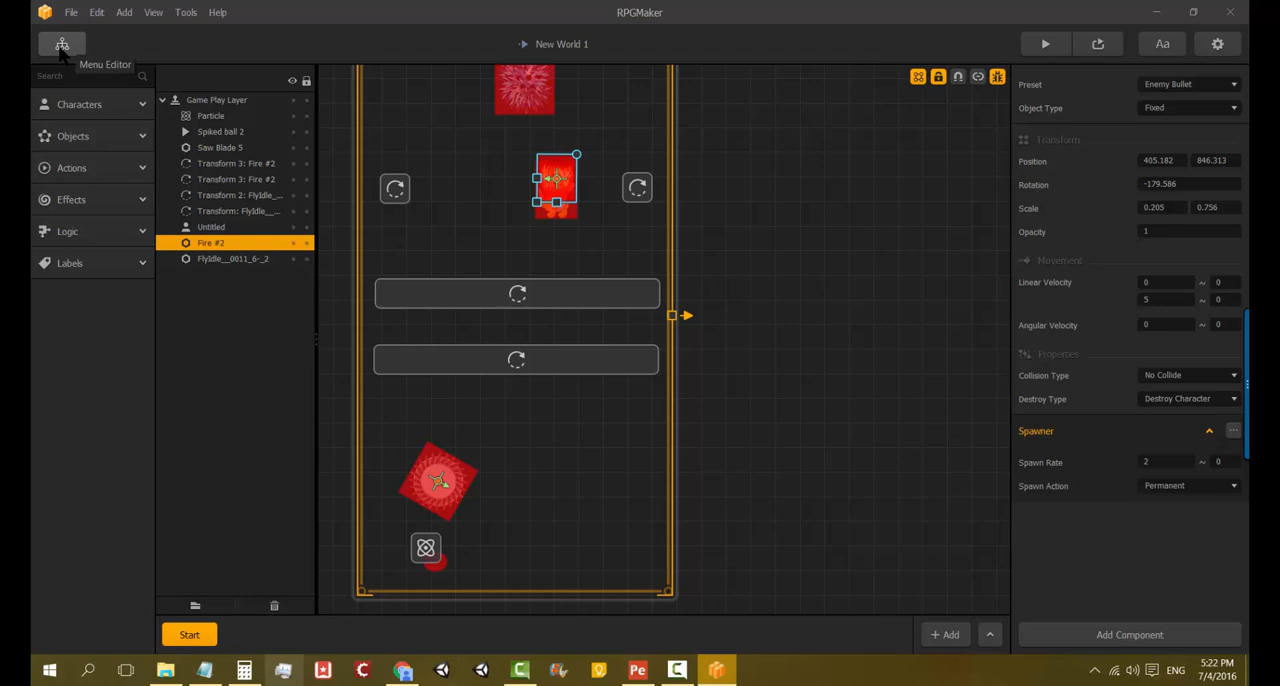 File Edit Add View Tools Help
RPGMaker
New World 1
Aa
Menu Editor
Search
Characters
Objects
Actions
Effects
Logic
Labels
Game Play Layer
Particle
Spiked ball 2
Saw Blade 5
Transform 3: Fire #2
Transform 3: Fire #2
Transform 2: FlyIdle_...
Transform: FlyIdle__...
Untitled
Fire #2
FlyIdle__0011_6-_2
Preset Enemy Bullet
Object Type Fixed
Transform
Position 405.182 846.313
Rotation -179.586
Scale 0.205 0.756
Opacity 1
Movement
Linear Velocity 0 ~ 0
5 ~ 0
Angular Velocity 0 ~ 0
Properties
Collision Type No Collide
Destroy Type Destroy Character
Spawner
Spawn Rate 2 ~ 0
Spawn Action Permanent
Start
+ Add
Add Component
Pe
ENG
5:22 PM
7/4/2016